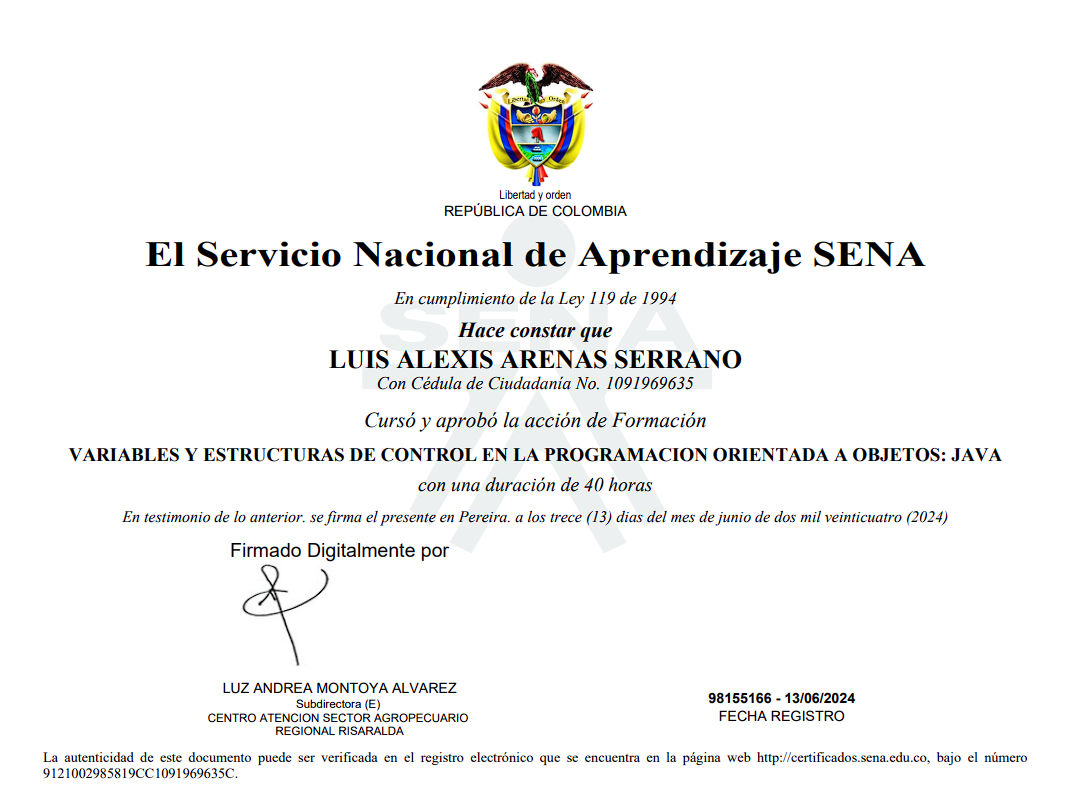 Libertad y Orden
Libertad y orden
REPÚBLICA DE COLOMBIA
El Servicio Nacional de Aprendizaje SENA
En cumplimiento de la Ley 119 de 1994
SENA
Hace constar que
LUIS ALEXIS ARENAS SERRANO
Con Cédula de Ciudadanía No. 1091969635
Cursó y aprobó la acción de Formación
VARIABLES Y ESTRUCTURAS DE CONTROL EN LA PROGRAMACION ORIENTADA A OBJETOS: JAVA
con una duración de 40 horas
En testimonio de lo anterior. se firma el presente en Pereira. a los trece (13) dias del mes de junio de dos mil veinticuatro (2024)
Firmado Digitalmente por
LUZ ANDREA MONTOYA ALVAREZ
Subdirectora (E)
CENTRO ATENCION SECTOR AGROPECUARIO
REGIONAL RISARALDA
98155166 - 13/06/2024
FECHA REGISTRO
La autenticidad de este documento puede ser verificada en el registro electrónico que se encuentra en la página web http://certificados.sena.edu.co, bajo el número
9121002985819CC1091969635C.